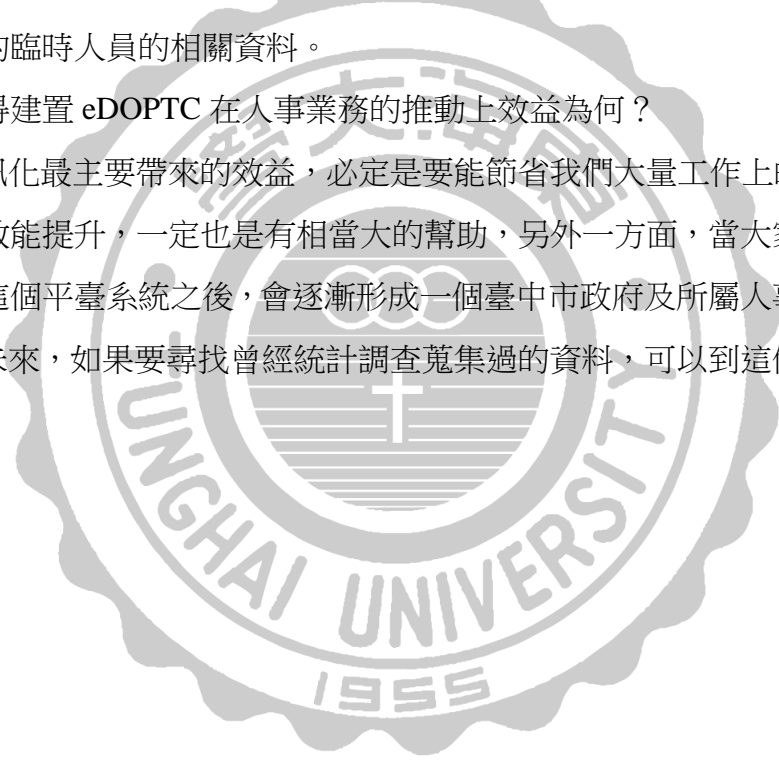 的臨時人員的相關資料。
得建置 eDOPTC 在人事業務的推動上效益為何？
化最主要帶來的效益，必定是要能節省我們大量工作上
效能提升，一定也是有相當大的幫助，另外一方面，當大
這個平臺系統之後，會逐漸形成一個臺中市政府及所屬人事
未來，如果要尋找曾經統計調查蒐集過的資料，可以到這
學大海東
TUNGHAI UNIVERSITY
1955